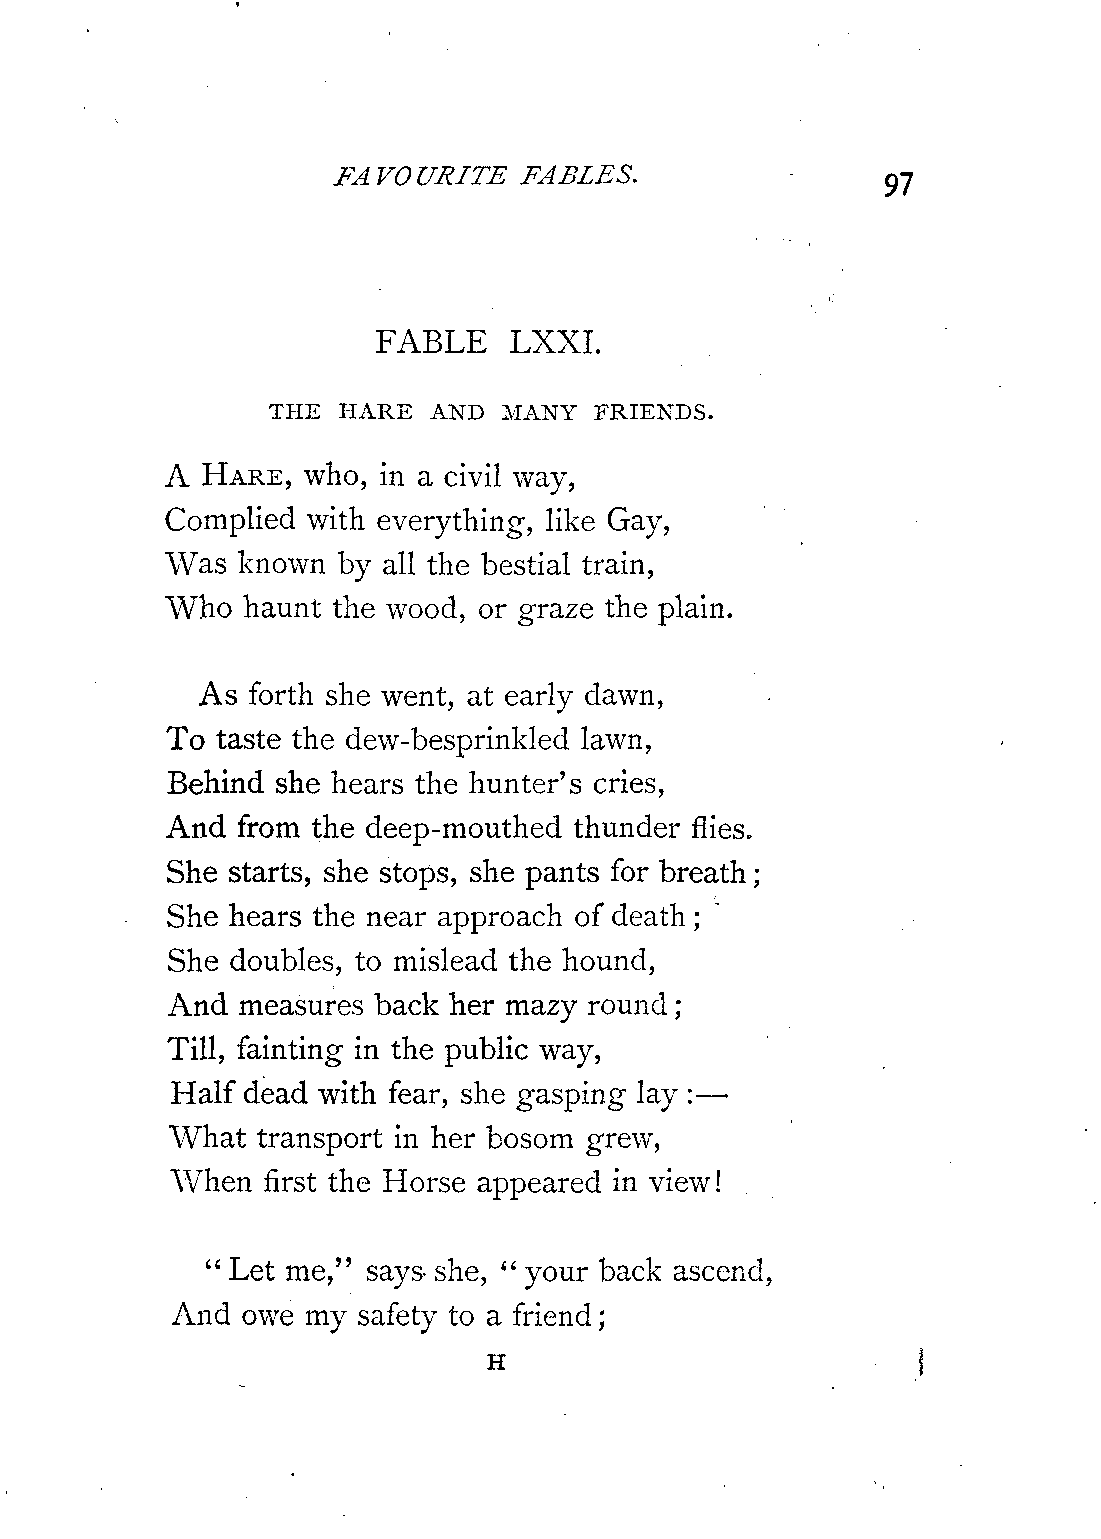 FAVOURITE FABLES. 97
FABLE LXXI.
THE HARE AND MANY FRIENDS.
A HARE, who, in a civil way,
Complied with everything, like Gay,
Was known by all the bestial train,
Who haunt the wood, or graze the plain.
As forth she went, at early dawn,
To taste the dew-besprinkled lawn,
Behind she hears the hunter's cries,
And from the deep-mouthed thunder flies.
She starts, she stops, she pants for breath;
She hears the near approach of death;
She doubles, to mislead the hound,
And measures back her mazy round;
Till, fainting in the public way,
Half dead with fear, she gasping lay:—
What transport in her bosom grew,
When first the Horse appeared in view!
"Let me," says she, "your back ascend,
And owe my safety to a friend;
H